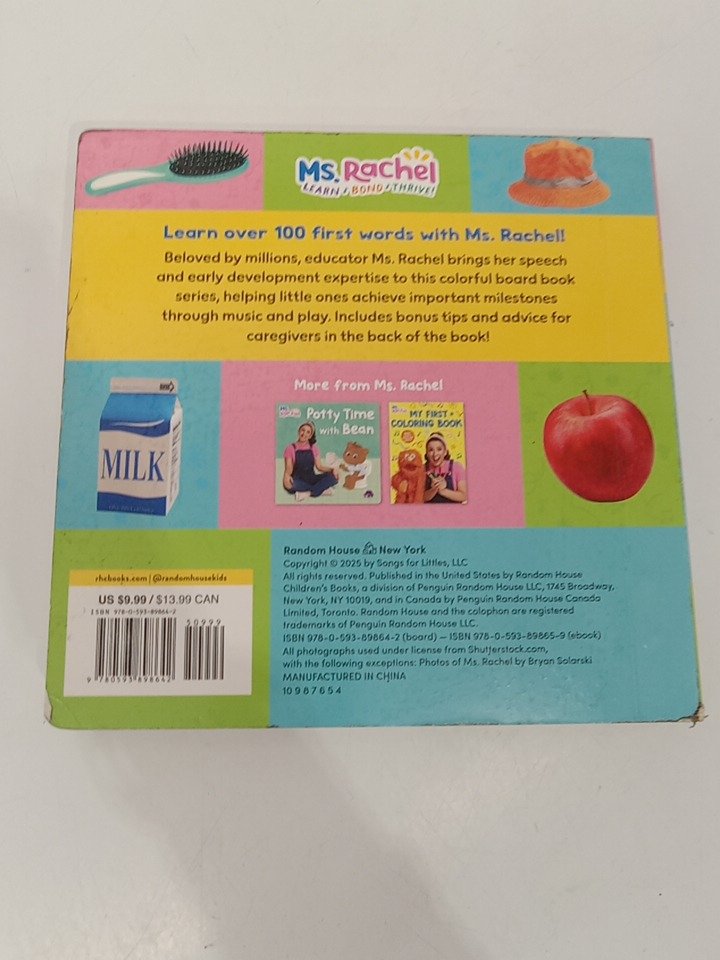 Ms. Rachel
LEARN • BOND • THRIVE!
Learn over 100 first words with Ms. Rachel!
Beloved by millions, educator Ms. Rachel brings her speech
and early development expertise to this colorful board book
series, helping little ones achieve important milestones
through music and play. Includes bonus tips and advice for
caregivers in the back of the book!
More from Ms. Rachel
Potty Time
with Bean
MY FIRST
COLORING BOOK
MILK
Random House New York
Copyright © 2025 by Songs for Littles, LLC
All rights reserved. Published in the United States by Random House
Children's Books, a division of Penguin Random House LLC, 1745 Broadway,
New York, NY 10019, and in Canada by Penguin Random House Canada
Limited, Toronto. Random House and the colophon are registered
trademarks of Penguin Random House LLC.
ISBN 978-0-593-89864-2 (board) — ISBN 978-0-593-89865-9 (ebook)
All photographs used under license from Shutterstock.com,
with the following exceptions: Photos of Ms. Rachel by Bryan Solarski
MANUFACTURED IN CHINA
10 9 8 7 6 5 4
rhcbooks.com | @randomhousekids
US $9.99 / $13.99 CAN
ISBN 978-0-593-89864-2
50999
9 780593 898642